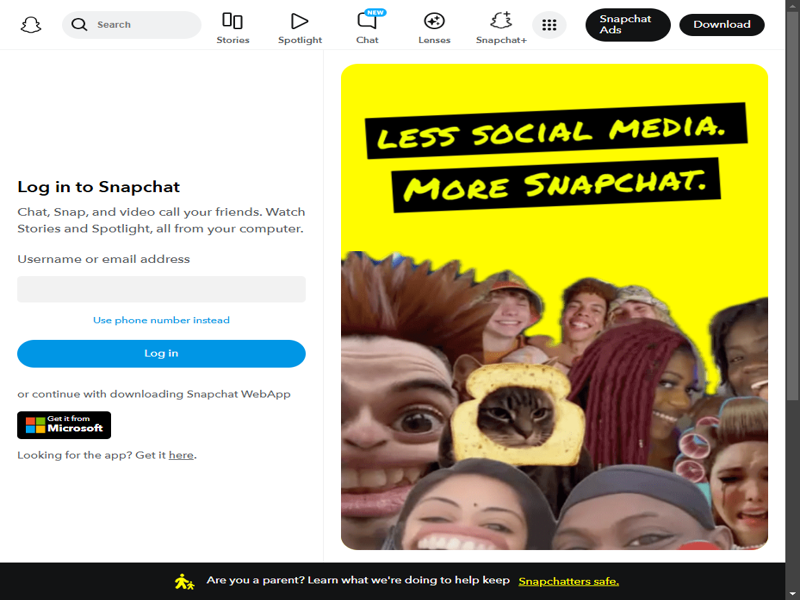 Search
Stories
Spotlight
NEW
Chat
Lenses
Snapchat+
Snapchat
Ads
Download
Log in to Snapchat
Chat, Snap, and video call your friends. Watch
Stories and Spotlight, all from your computer.
Username or email address
Use phone number instead
Log in
or continue with downloading Snapchat WebApp
Get it from
Microsoft
Looking for the app? Get it here.
LESS SOCIAL MEDIA.
MORE SNAPCHAT.
Are you a parent? Learn what we're doing to help keep Snapchatters safe.